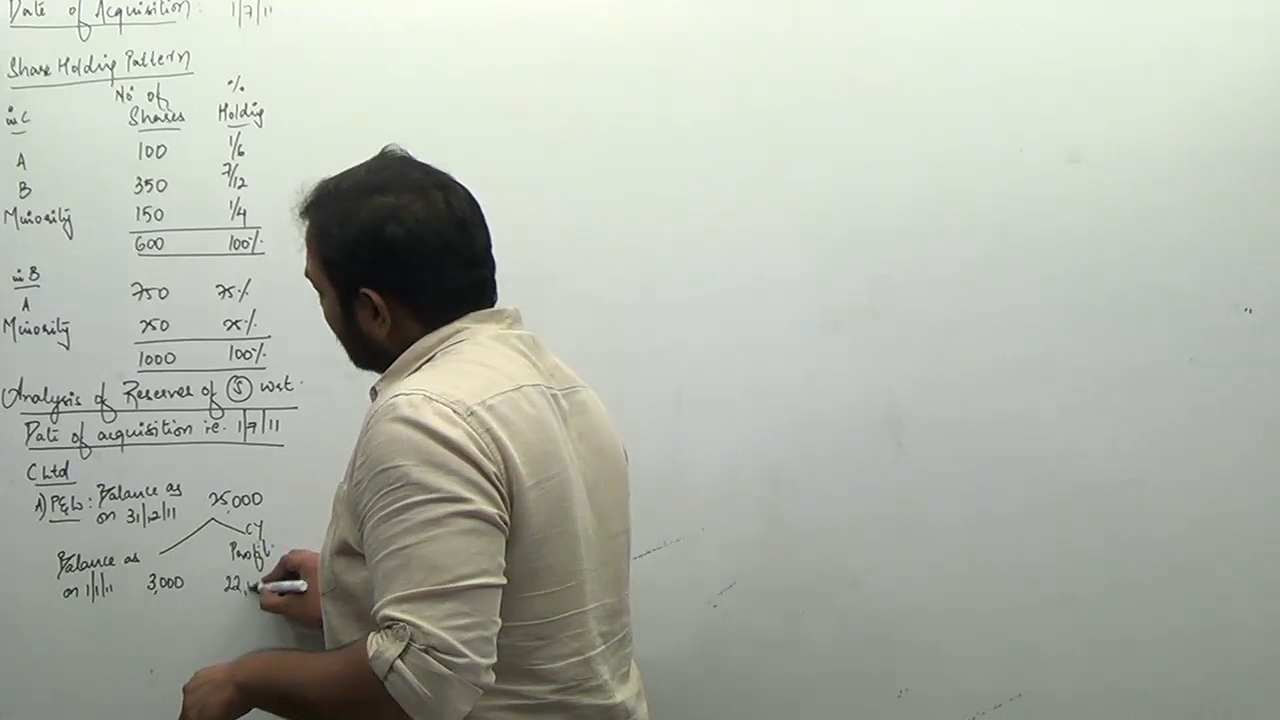 Date of Acquisition: 1/7/11
Share Holding Pattern
No of %
in C Shares Holding
A 100 1/6
B 350 7/12
Minority 150 1/4
600 100%
in B
A 750 75%
Minority 250 25%
1000 100%
Analysis of Reserves of S wrt.
Date of acquisition ie. 1/7/11
C Ltd
A) P&L: Balance as 25,000
on 31/12/11
CY
Balance as Profit
on 1/1/11 3,000 22,